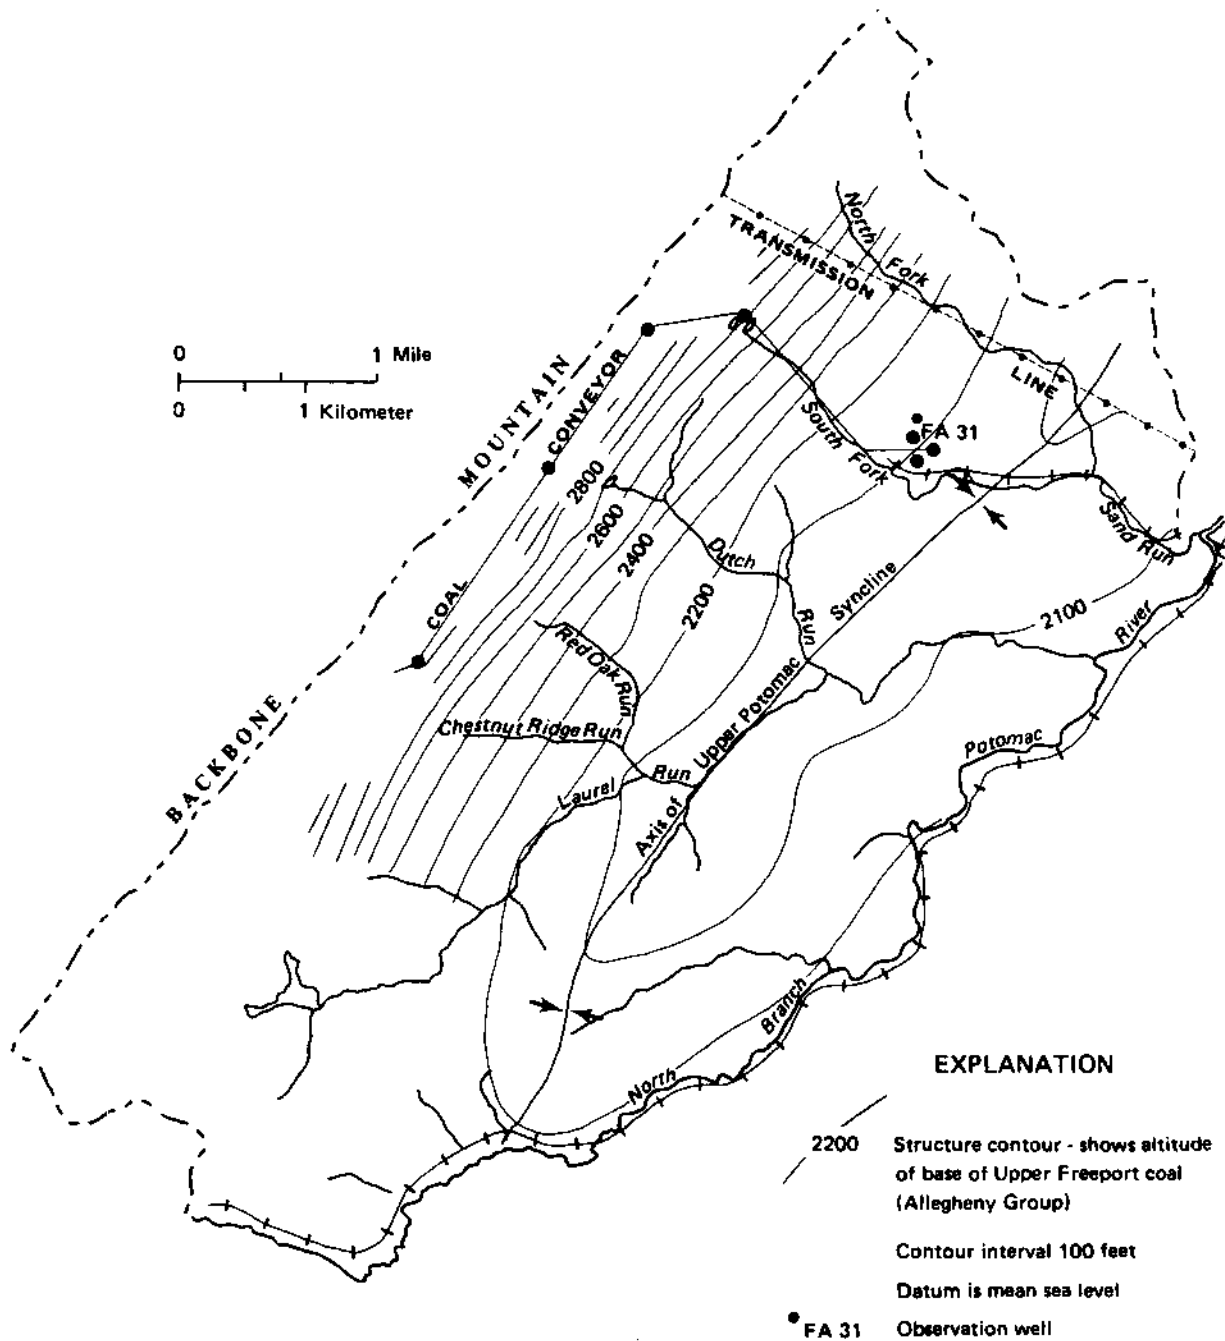 North
Fork
TRANSMISSION
LINE
0 1 Mile
0 1 Kilometer
MOUNTAIN
CONVEYOR
South
Fork
FA 31
2800
2600
2400
2200
Sand Run
Dutch
Run
Syncline
COAL
2100
River
Red Oak Run
Chestnut Ridge Run
Upper Potomac
Potomac
BACKBONE
Laurel
Run
Axis of
Branch
North
EXPLANATION
2200 Structure contour - shows altitude
of base of Upper Freeport coal
(Allegheny Group)
Contour interval 100 feet
Datum is mean sea level
FA 31 Observation well